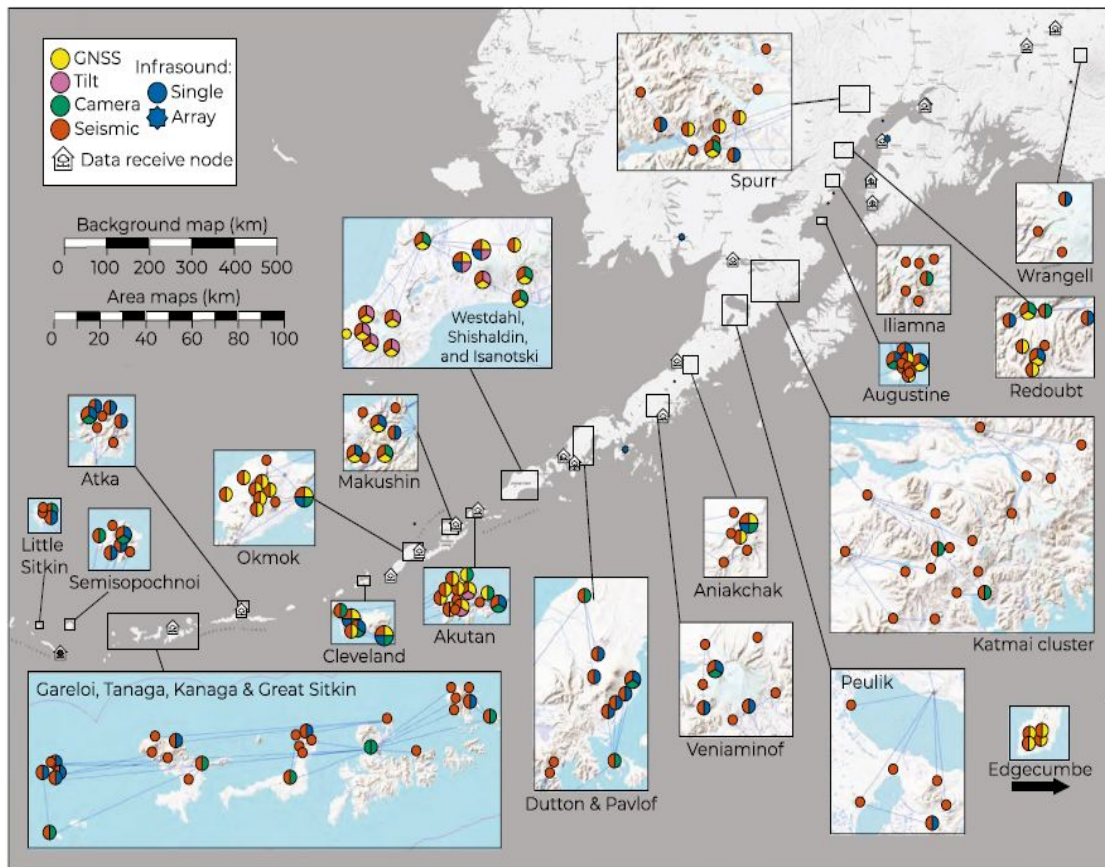 GNSS
Tilt
Camera
Seismic
Infrasound:
Single
Array
Data receive node
Background map (km)
0 100 200 300 400 500
Area maps (km)
0 20 40 60 80 100
Spurr
Wrangell
Iliamna
Redoubt
Augustine
Westdahl,
Shishaldin,
and Isanotski
Katmai cluster
Makushin
Atka
Okmok
Little
Sitkin
Semisopochnoi
Cleveland
Akutan
Aniakchak
Veniaminof
Peulik
Gareloi, Tanaga, Kanaga & Great Sitkin
Dutton & Pavlof
Edgecumbe